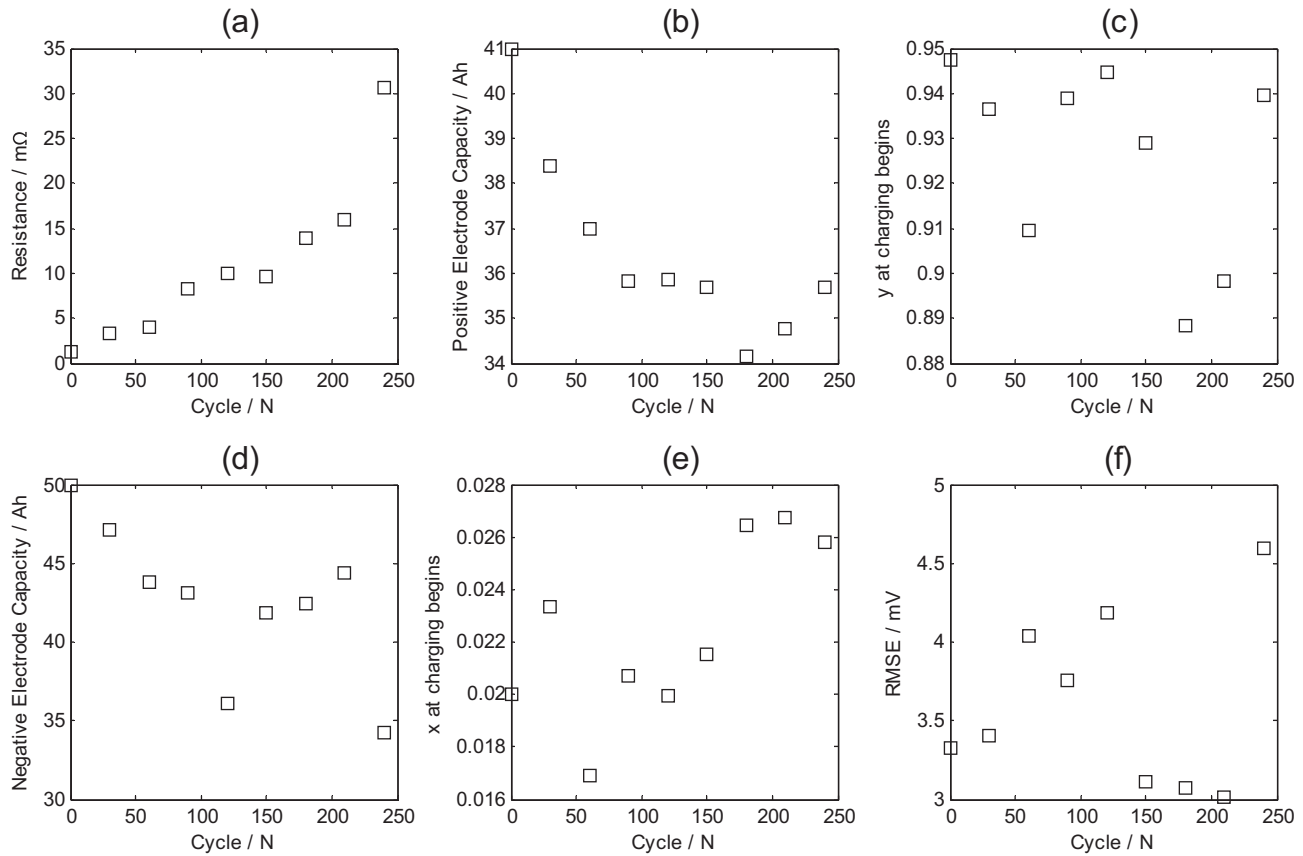 (a)
35
30
25
20
15
10
5
0
Resistance / mΩ
0 50 100 150 200 250
Cycle / N
(b)
41
40
39
38
37
36
35
34
Positive Electrode Capacity / Ah
0 50 100 150 200 250
Cycle / N
(c)
0.95
0.94
0.93
0.92
0.91
0.9
0.89
0.88
y at charging begins
0 50 100 150 200 250
Cycle / N
(d)
50
45
40
35
30
Negative Electrode Capacity / Ah
0 50 100 150 200 250
Cycle / N
(e)
0.028
0.026
0.024
0.022
0.02
0.018
0.016
x at charging begins
0 50 100 150 200 250
Cycle / N
(f)
5
4.5
4
3.5
3
RMSE / mV
0 50 100 150 200 250
Cycle / N